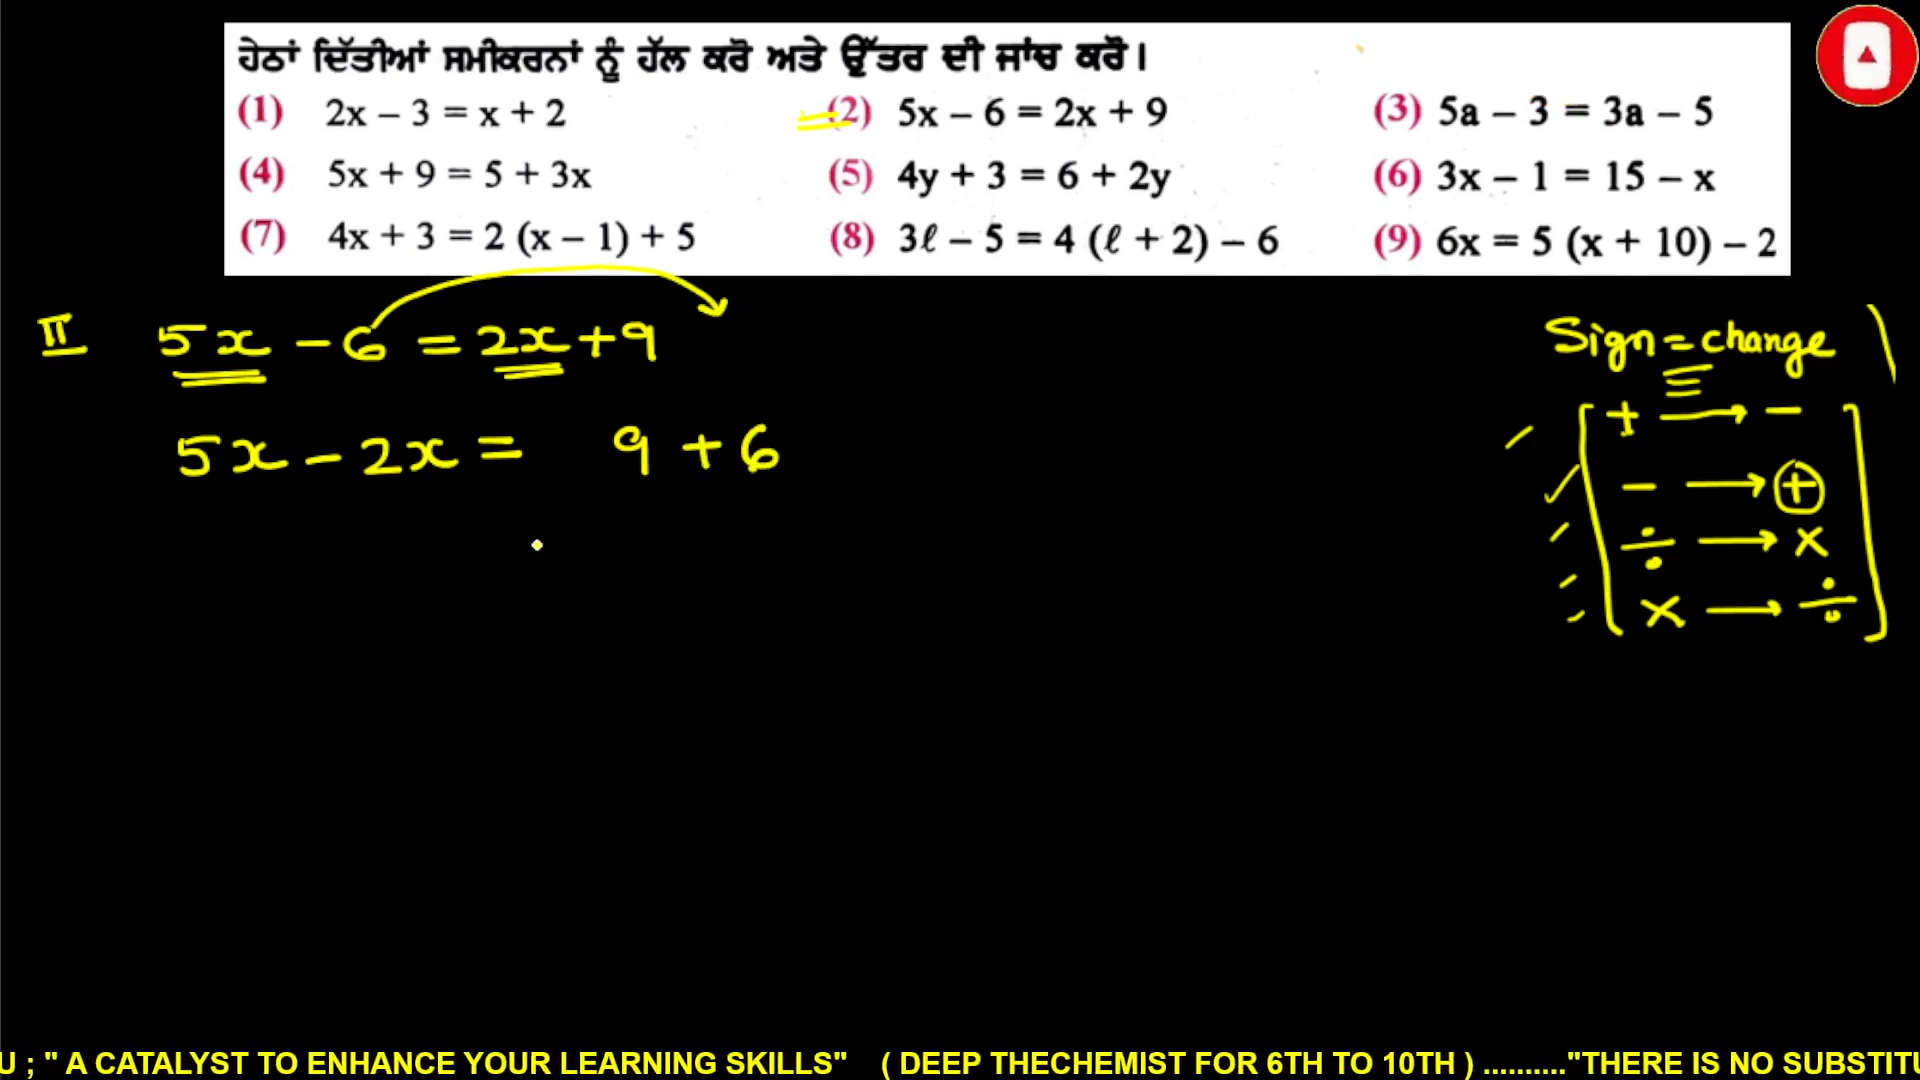 ਹੇਠਾਂ ਦਿੱਤੀਆਂ ਸਮੀਕਰਨਾਂ ਨੂੰ ਹੱਲ ਕਰੋ ਅਤੇ ਉੱਤਰ ਦੀ ਜਾਂਚ ਕਰੋ।
(1) 2x – 3 = x + 2 (2) 5x – 6 = 2x + 9 (3) 5a – 3 = 3a – 5
(4) 5x + 9 = 5 + 3x (5) 4y + 3 = 6 + 2y (6) 3x – 1 = 15 – x
(7) 4x + 3 = 2 (x – 1) + 5 (8) 3ℓ – 5 = 4 (ℓ + 2) – 6 (9) 6x = 5 (x + 10) – 2
II 5x - 6 = 2x + 9
5x - 2x = 9 + 6
Sign = change
+ → -
- → +
÷ → ×
× → ÷
U ; " A CATALYST TO ENHANCE YOUR LEARNING SKILLS" ( DEEP THECHEMIST FOR 6TH TO 10TH ) .........."THERE IS NO SUBSTITU